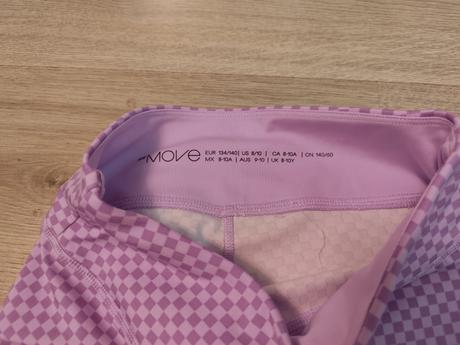 MOVE
EUR 134/140 | US 8/10 | CA 8-10A | CN 140/60
MX 8-10A | AUS 9-10 | UK 8-10Y